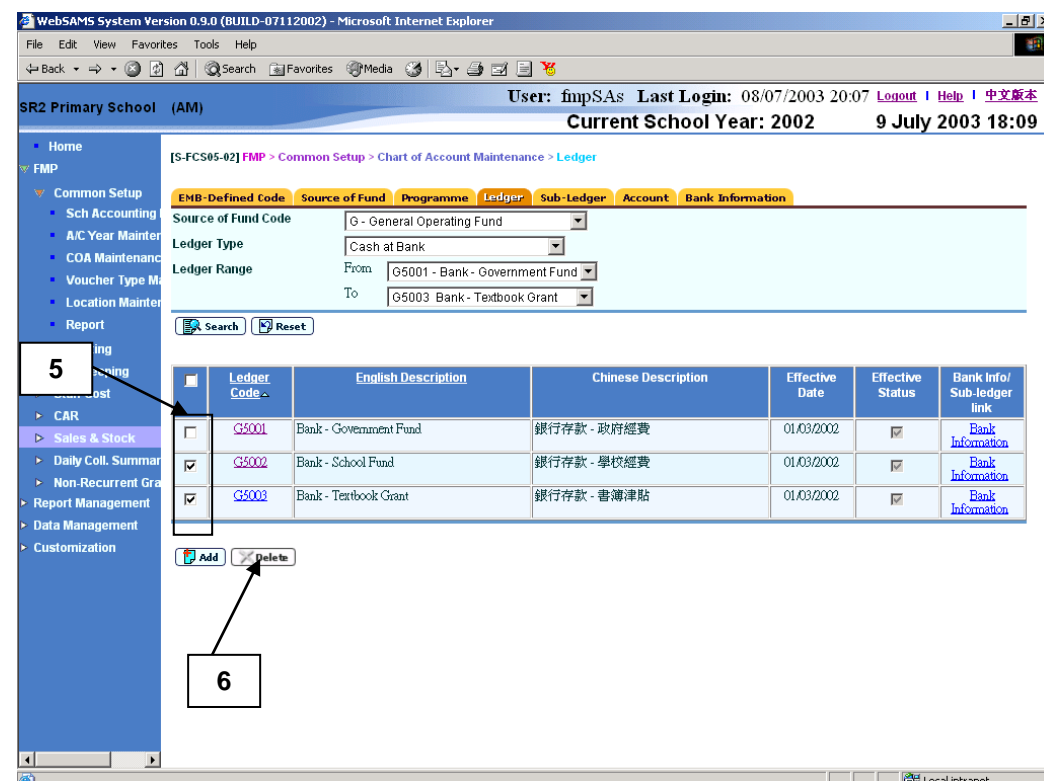 WebSAMS System Version 0.9.0 (BUILD-07112002) - Microsoft Internet Explorer
File Edit View Favorites Tools Help
Back Search Favorites Media
SR2 Primary School (AM)
User: fmpSAs Last Login: 08/07/2003 20:07 Logout | Help | 中文版本
Current School Year: 2002 9 July 2003 18:09
Home
FMP
Common Setup
Sch Accounting
A/C Year Mainter
COA Maintenanc
Voucher Type Ma
Location Mainter
Report
ing
eeping
Staff Cost
CAR
Sales & Stock
Daily Coll. Summar
Non-Recurrent Gra
Report Management
Data Management
Customization
[S-FCS05-02] FMP > Common Setup > Chart of Account Maintenance > Ledger
EMB-Defined Code Source of Fund Programme Ledger Sub-Ledger Account Bank Information
Source of Fund Code G - General Operating Fund
Ledger Type Cash at Bank
Ledger Range From G5001 - Bank - Government Fund
To G5003 Bank - Textbook Grant
Search Reset
5
Ledger Code English Description Chinese Description Effective Date Effective Status Bank Info/ Sub-ledger link
G5001 Bank - Government Fund 銀行存款 - 政府經費 01/03/2002 Bank Information
G5002 Bank - School Fund 銀行存款 - 學校經費 01/03/2002 Bank Information
G5003 Bank - Textbook Grant 銀行存款 - 書簿津貼 01/03/2002 Bank Information
Add Delete
6
Local intranet